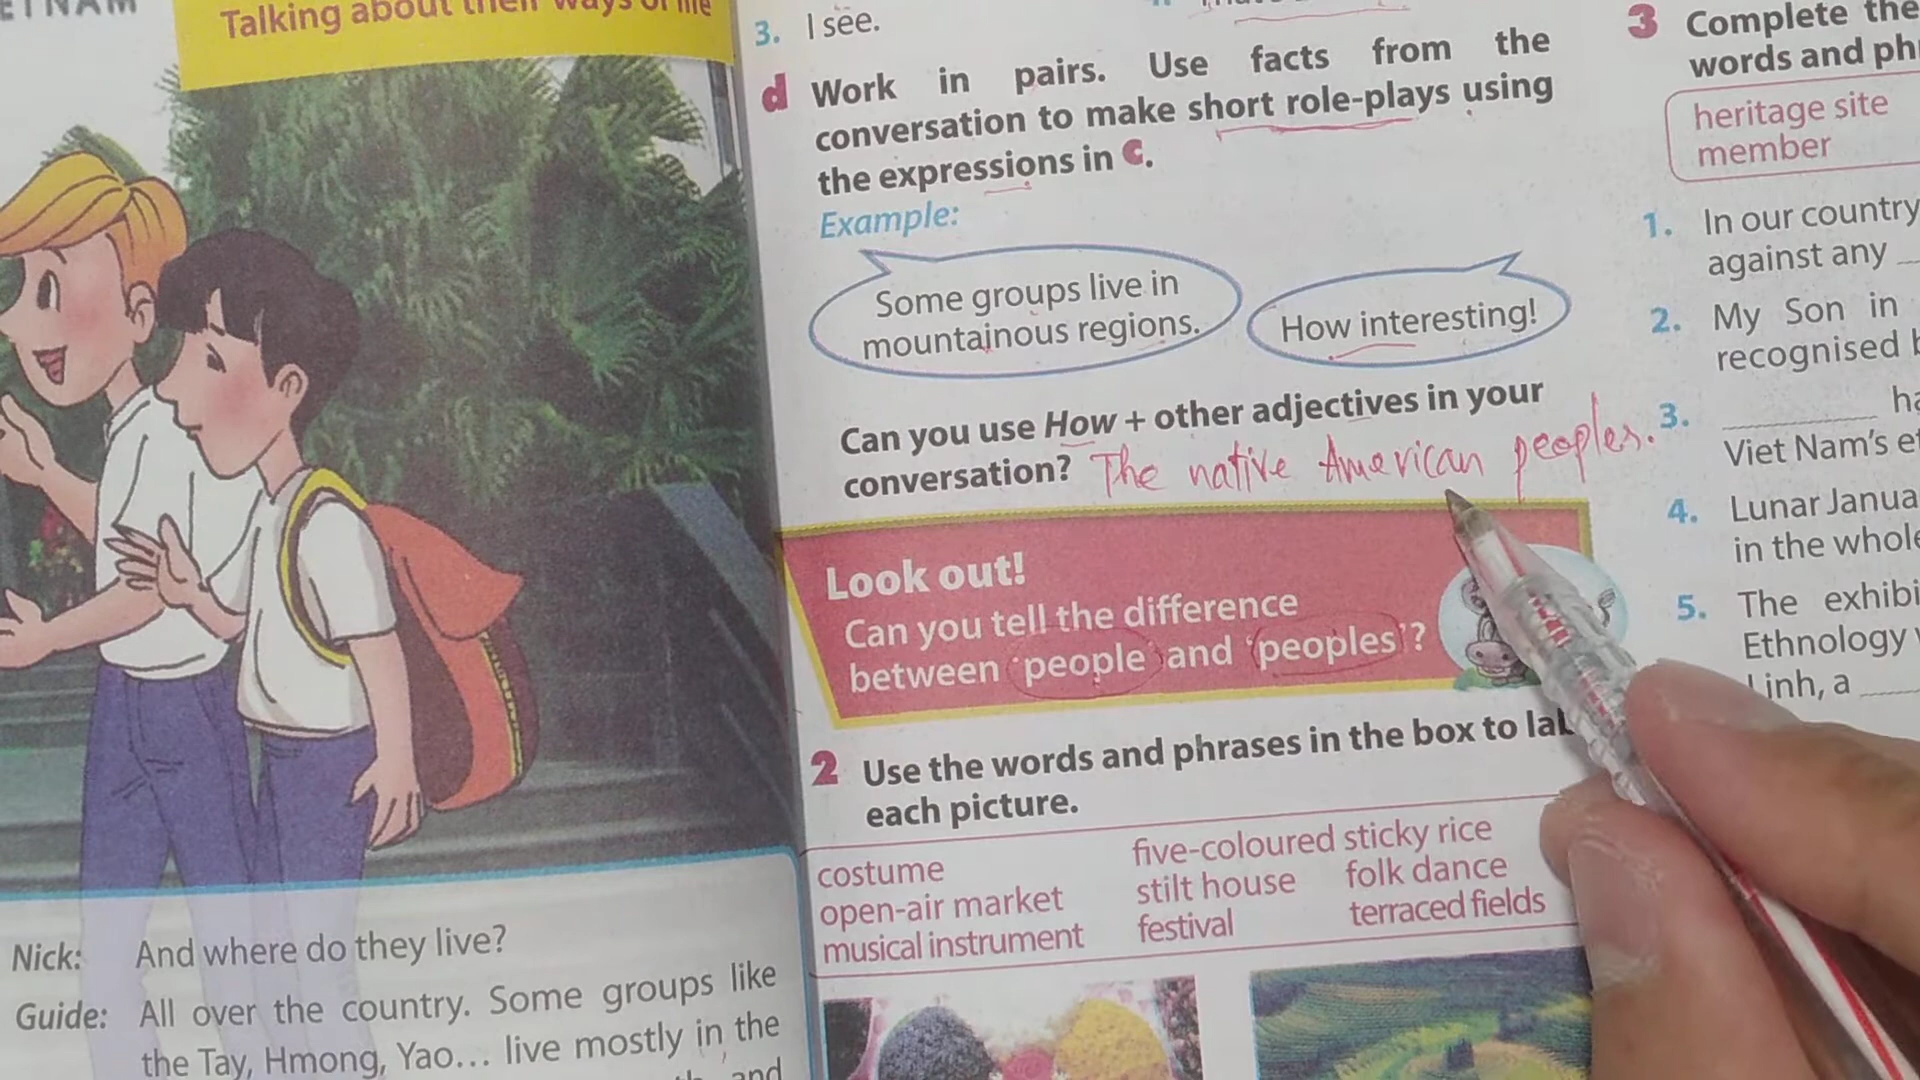 Talking about their ways of life
Nick: And where do they live?
Guide: All over the country. Some groups like
the Tay, Hmong, Yao... live mostly in the
and
3. I see.
d Work in pairs. Use facts from the
conversation to make short role-plays using
the expressions in c.
Example:
Some groups live in
mountainous regions.
How interesting!
Can you use How + other adjectives in your
conversation? The native American peoples.
Look out!
Can you tell the difference
between 'people' and 'peoples'?
2 Use the words and phrases in the box to
each picture.
costume
five-coloured sticky rice
open-air market
stilt house
folk dance
musical instrument
festival
terraced fields
3 Complete the
words and
heritage site
member
1. In our country
against any
2. My Son in
recognised
3.
Viet Nam's
4. Lunar
in the whole
5. The
Ethnology
Linh, a